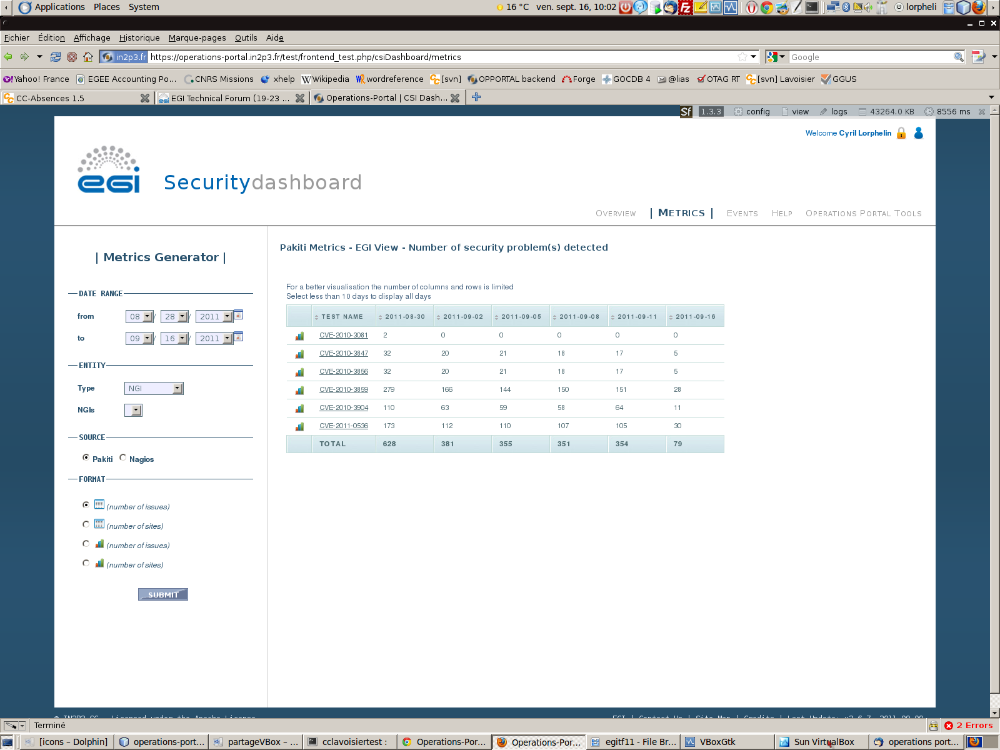 Applications Places System 16 °C ven. sept. 16, 10:02 lorpheli
Fichier Édition Affichage Historique Marque-pages Outils Aide
in2p3.fr https://operations-portal.in2p3.fr/test/frontend_test.php/csiDashboard/metrics Google
Yahoo! France EGEE Accounting Po... CNRS Missions xhelp Wikipedia wordreference [svn] OPPORTAL backend Forge GOCDB 4 @lias OTAG RT [svn] Lavoisier GGUS
CC-Absences 1.5 EGI Technical Forum (19-23 ... Operations-Portal | CSI Dash...
Sf 1.3.3 config view logs 43264.0 KB 8556 ms
Welcome Cyril Lorphelin
egi Securitydashboard
Overview | Metrics | Events Help Operations Portal Tools
| Metrics Generator |
DATE RANGE
from 08 / 28 / 2011
to 09 / 16 / 2011
ENTITY
Type NGI
NGIs
SOURCE
Pakiti Nagios
FORMAT
(number of issues)
(number of sites)
(number of issues)
(number of sites)
SUBMIT
Pakiti Metrics - EGI View - Number of security problem(s) detected
For a better visualisation the number of columns and rows is limited
Select less than 10 days to display all days
TEST NAME 2011-08-30 2011-09-02 2011-09-05 2011-09-08 2011-09-11 2011-09-16
CVE-2010-3081 2 0 0 0 0 0
CVE-2010-3847 32 20 21 18 17 5
CVE-2010-3856 32 20 21 18 17 5
CVE-2010-3859 279 166 144 150 151 28
CVE-2010-3904 110 63 59 58 64 11
CVE-2011-0536 173 112 110 107 105 30
TOTAL 628 381 355 351 354 79
Terminé 2 Errors
[icons – Dolphin] operations-port... partageVBox – ... cclavoisiertest : Operations-Por... Operations-Por... egitf11 - File Br... VBoxGtk Sun VirtualBox operations port...